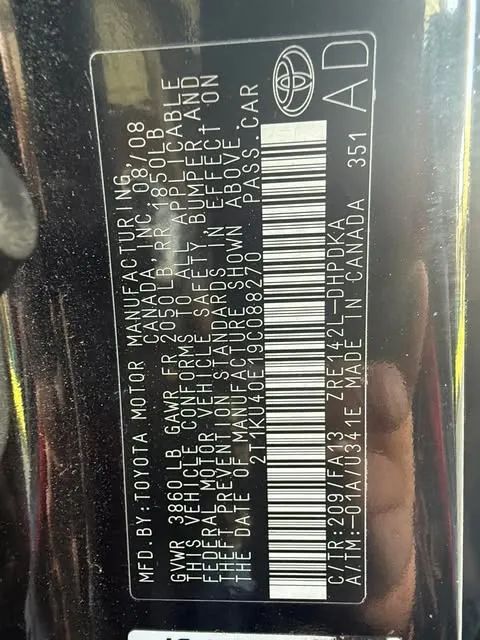 MFD.BY:TOYOTA MOTOR MANUFACTURING,
CANADA, INC. 08/08
GVWR 3860LB GAWR FR 2050LB,RR 1850LB
THIS VEHICLE CONFORMS TO ALL APPLICABLE
FEDERAL MOTOR VEHICLE SAFETY, BUMPER AND
THEFT PREVENTION STANDARDS IN EFFECT ON
THE DATE OF MANUFACTURE SHOWN ABOVE.
2T1KU40E19C088270 PASS.CAR
C/TR:209/FA13 ZRE142L-DHPDKA
A/TM:-01A/U341E MADE IN CANADA 351
AD